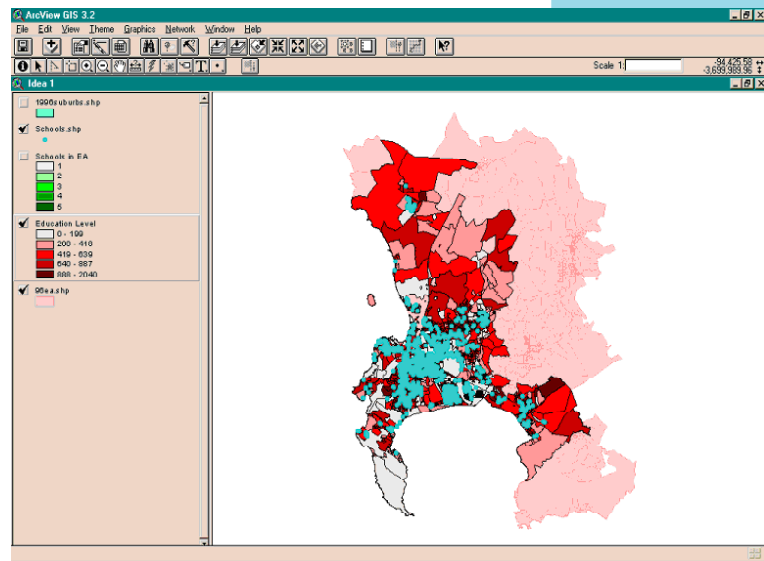 ArcView GIS 3.2
File Edit View Theme Graphics Network Window Help
Scale 1: -94,425.58
-3,699,989.96
Idea 1
1996suburbs.shp
Schools.shp
Schools in EA
1
2
3
4
5
Education Level
0 - 199
200 - 418
419 - 639
640 - 887
888 - 2040
96ea.shp